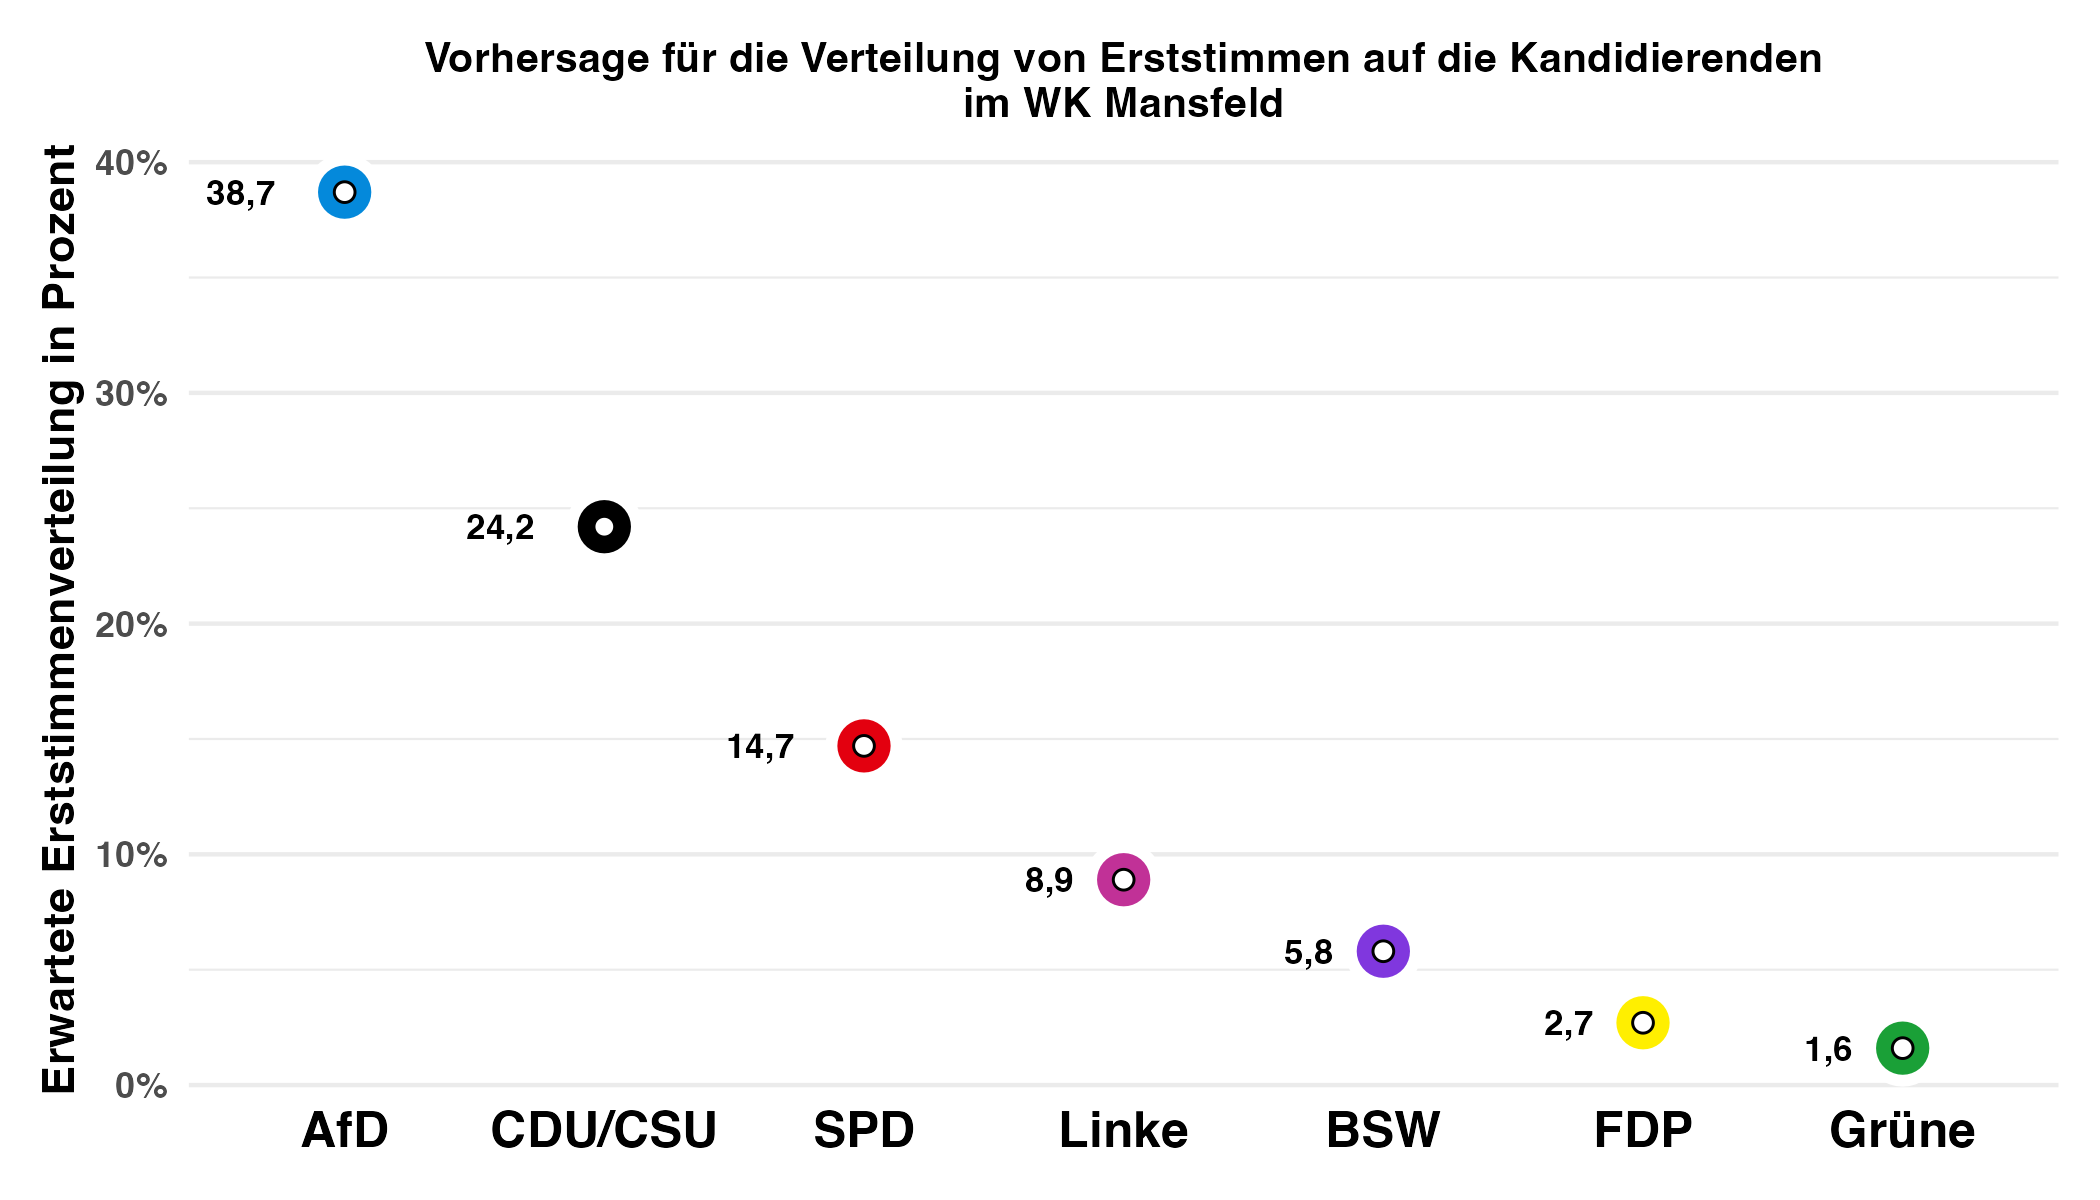 Vorhersage für die Verteilung von Erststimmen auf die Kandidierenden
im WK Mansfeld
Erwartete Erststimmenverteilung in Prozent
40%
30%
20%
10%
0%
38,7
24,2
14,7
8,9
5,8
2,7
1,6
AfD
CDU/CSU
SPD
Linke
BSW
FDP
Grüne